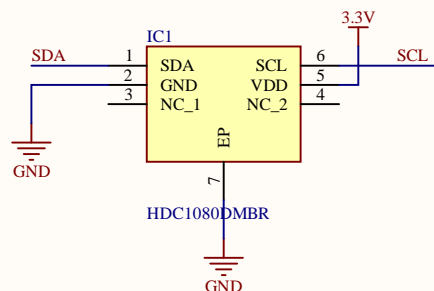 3.3V
IC1
SDA 1 SDA SCL 6 SCL
2 GND VDD 5
3 NC_1 NC_2 4
EP
7
GND
HDC1080DMBR
GND